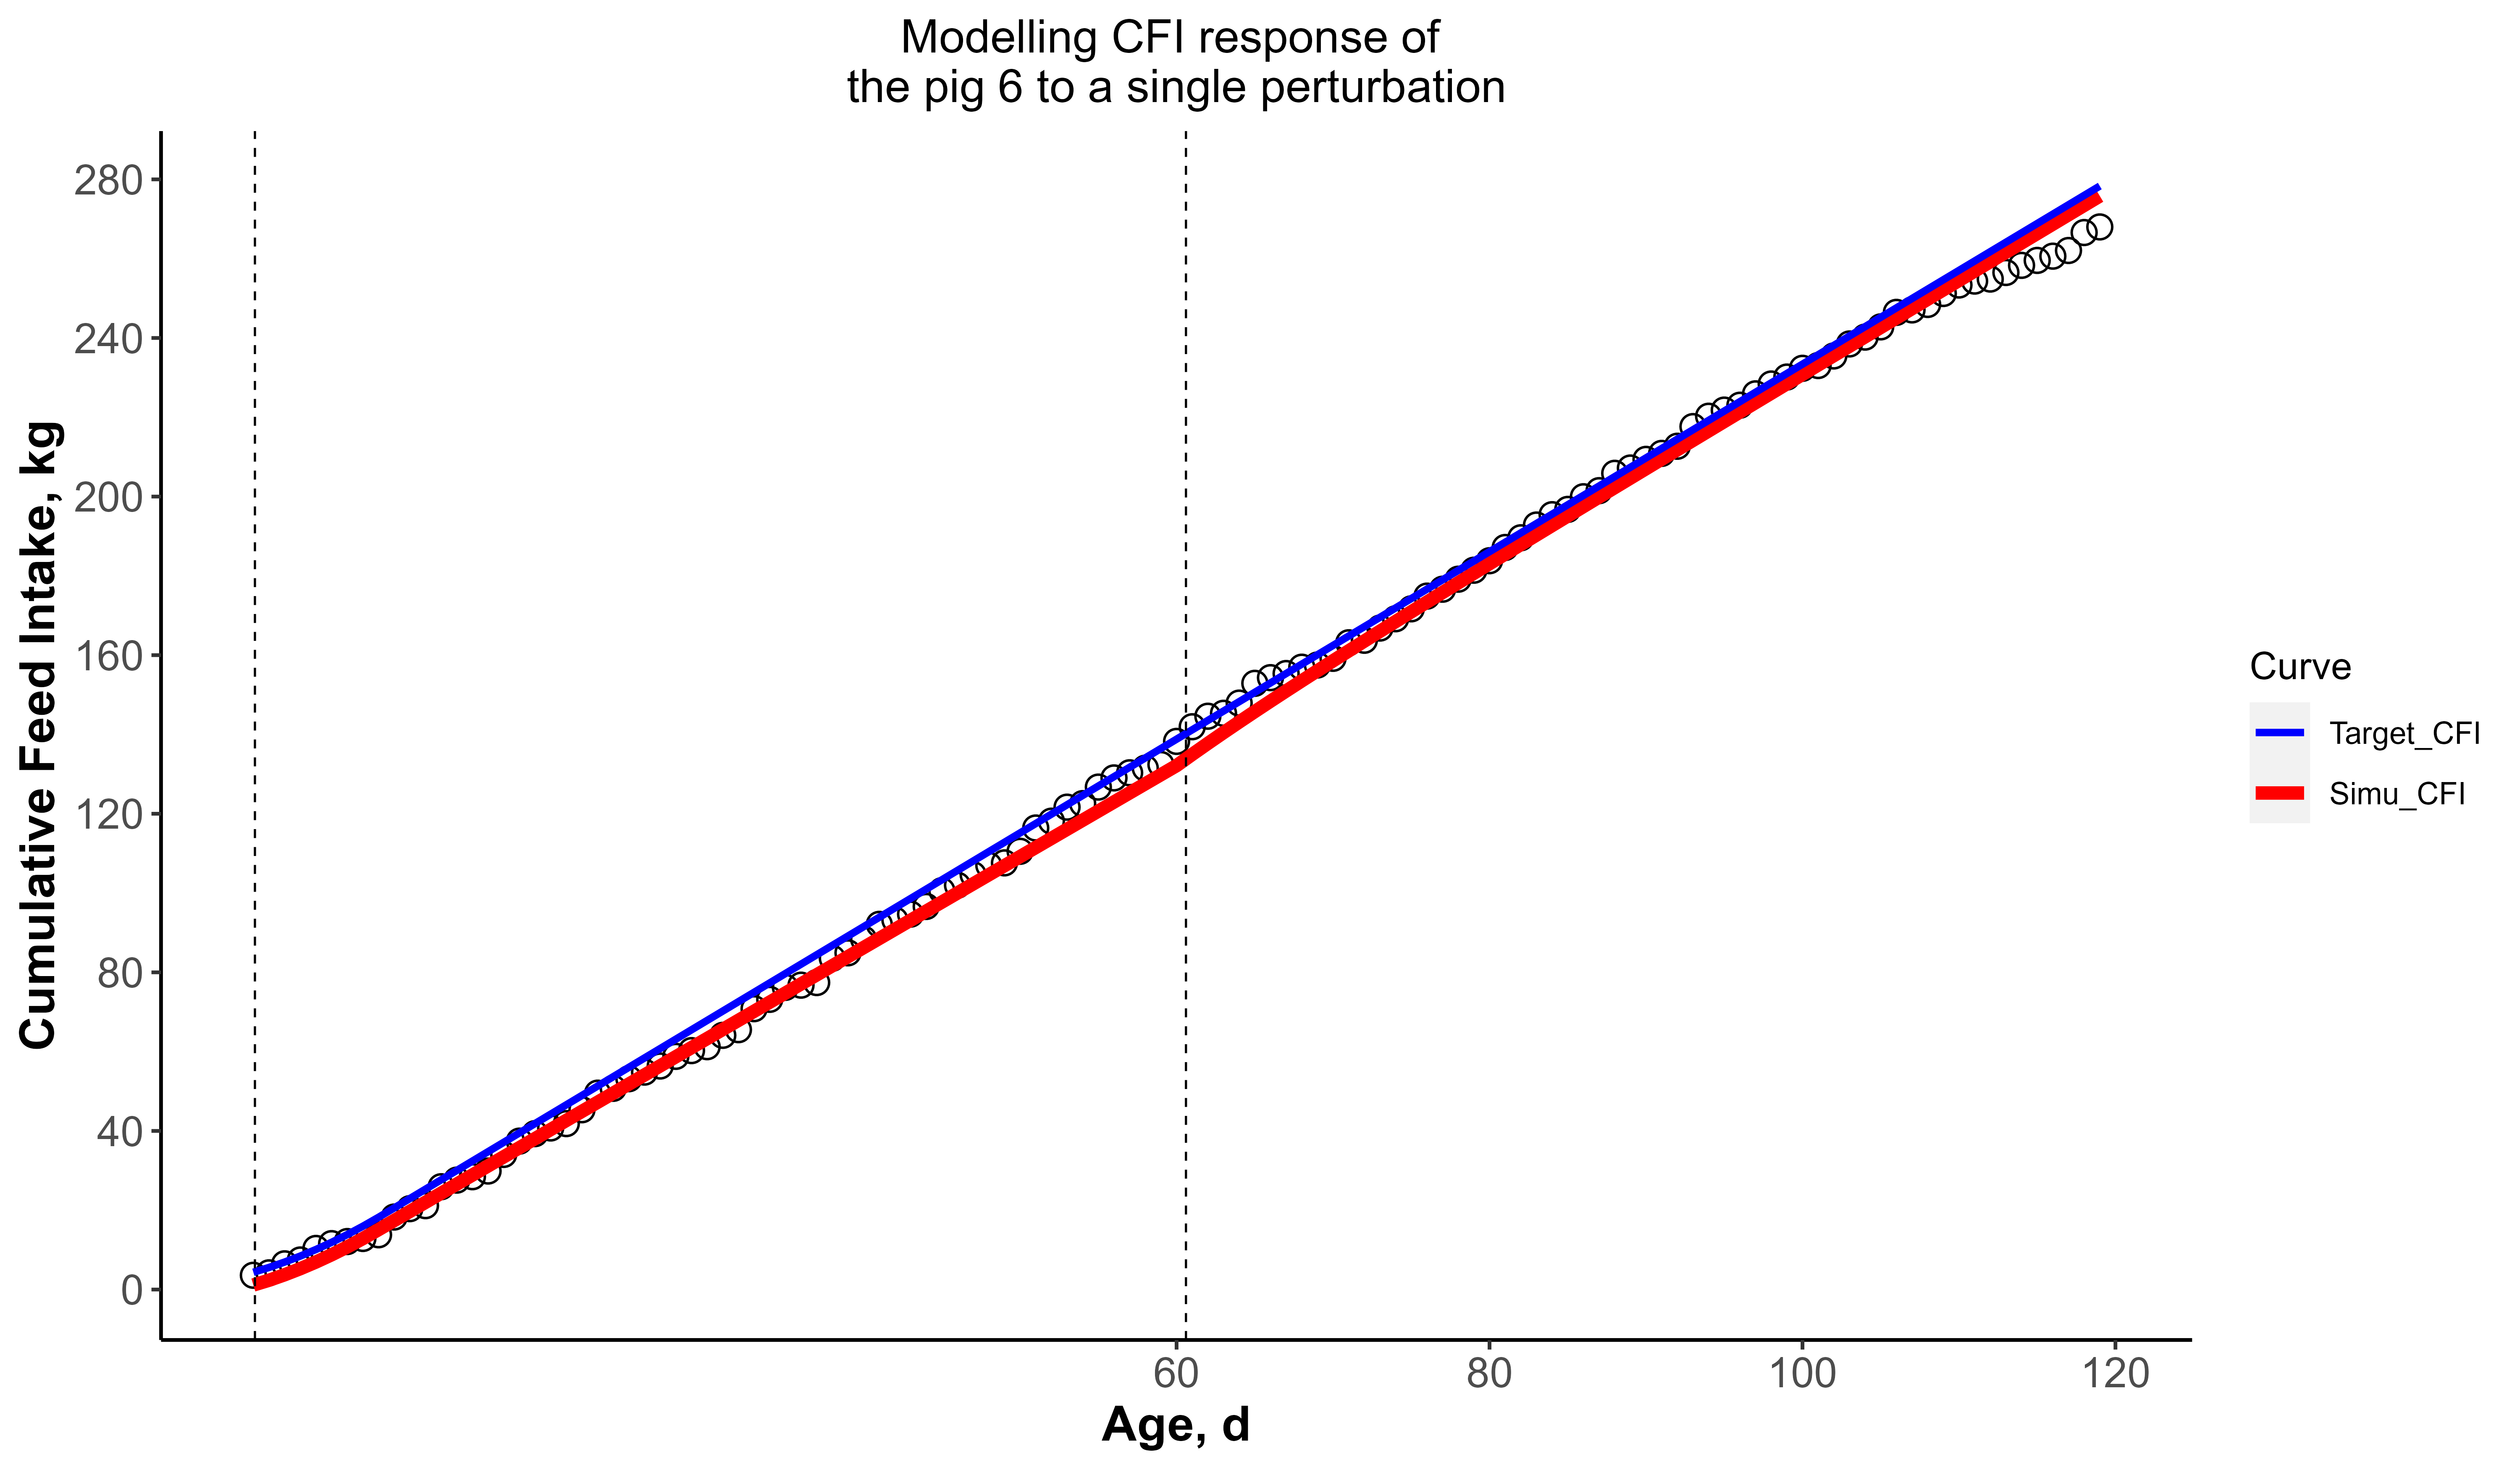 Modelling CFI response of
the pig 6 to a single perturbation
280
240
200
160
120
80
40
0
Cumulative Feed Intake, kg
60
80
100
120
Age, d
Curve
Target_CFI
Simu_CFI